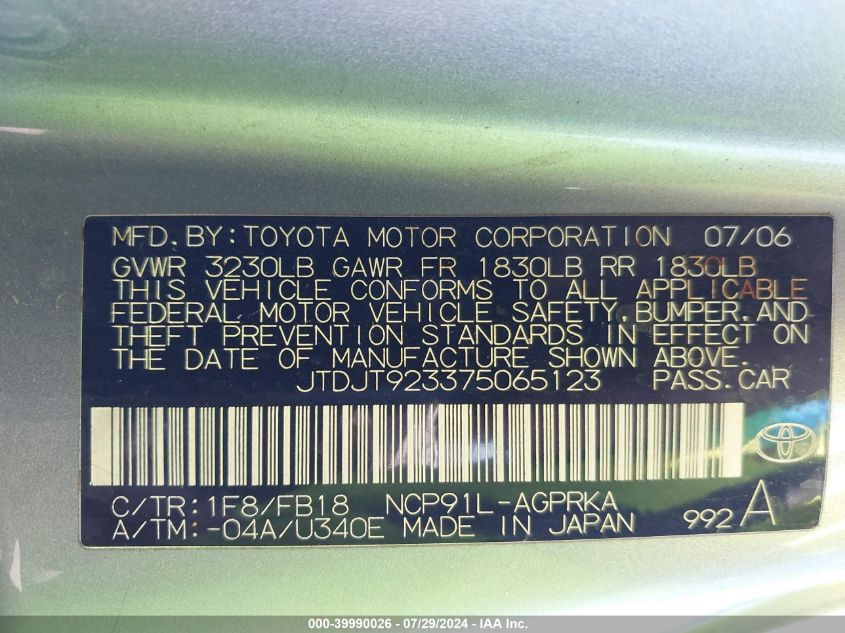 MFD.BY:TOYOTA MOTOR CORPORATION 07/06
GVWR 3230LB GAWR FR 1830LB RR 1830LB
THIS VEHICLE CONFORMS TO ALL APPLICABLE
FEDERAL MOTOR VEHICLE SAFETY,BUMPER,AND
THEFT PREVENTION STANDARDS IN EFFECT ON
THE DATE OF MANUFACTURE SHOWN ABOVE.
JTDJT923375065123 PASS.CAR
C/TR:1F8/FB18 NCP91L-AGPRKA
A/TM:-04A/U340E MADE IN JAPAN 992 A
000-39990026 - 07/29/2024 - IAA Inc.